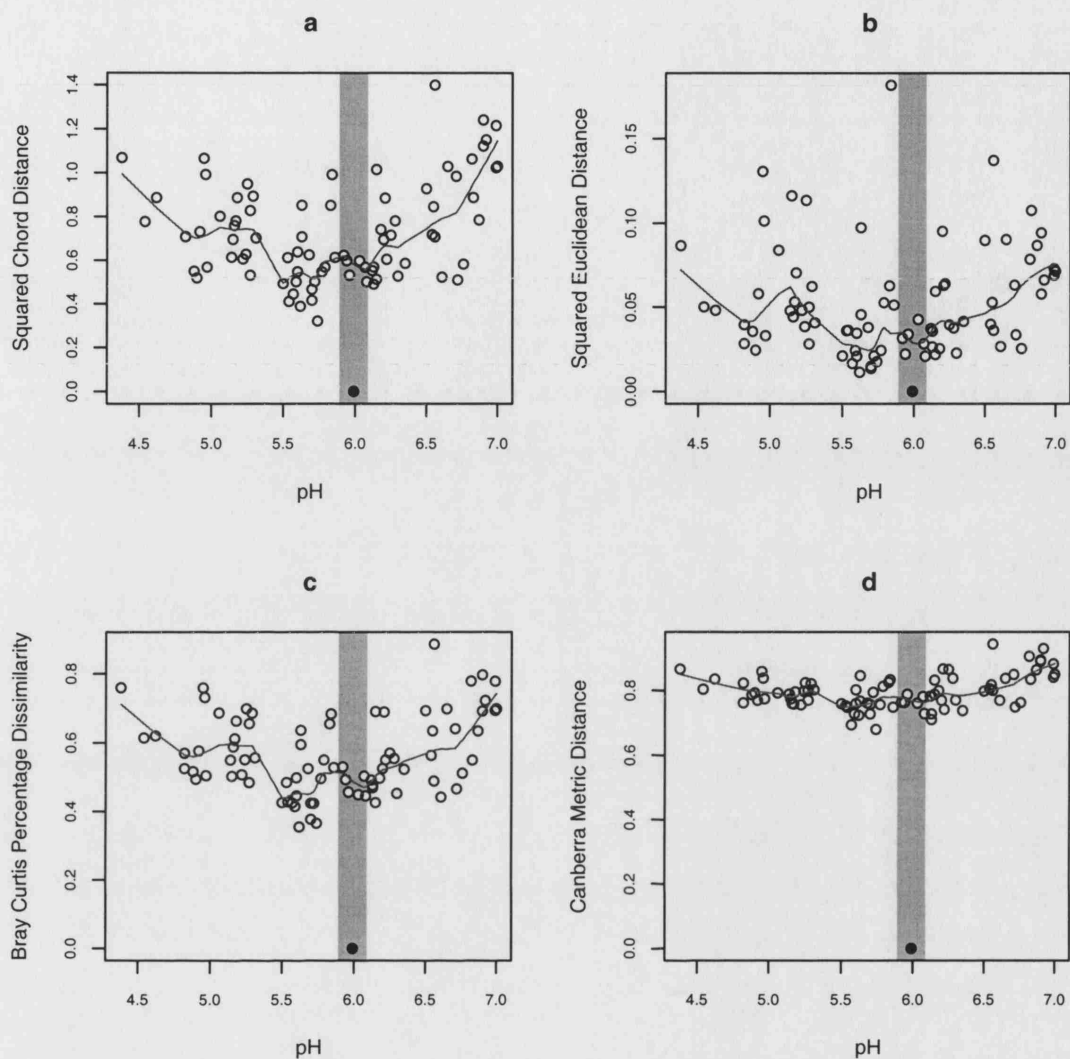 a
Squared Chord Distance
1.4
1.2
1.0
0.8
0.6
0.4
0.2
0.0
4.5 5.0 5.5 6.0 6.5 7.0
pH
b
Squared Euclidean Distance
0.15
0.10
0.05
0.00
4.5 5.0 5.5 6.0 6.5 7.0
pH
c
Bray Curtis Percentage Dissimilarity
0.8
0.6
0.4
0.2
0.0
4.5 5.0 5.5 6.0 6.5 7.0
pH
d
Canberra Metric Distance
0.8
0.6
0.4
0.2
0.0
4.5 5.0 5.5 6.0 6.5 7.0
pH